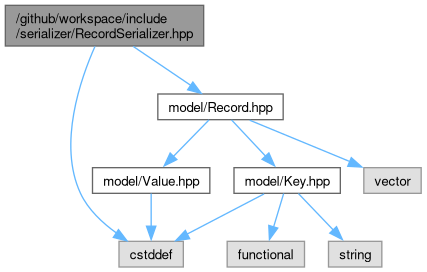 /github/workspace/include
/serializer/RecordSerializer.hpp
model/Record.hpp
model/Value.hpp
model/Key.hpp
vector
cstddef
functional
string